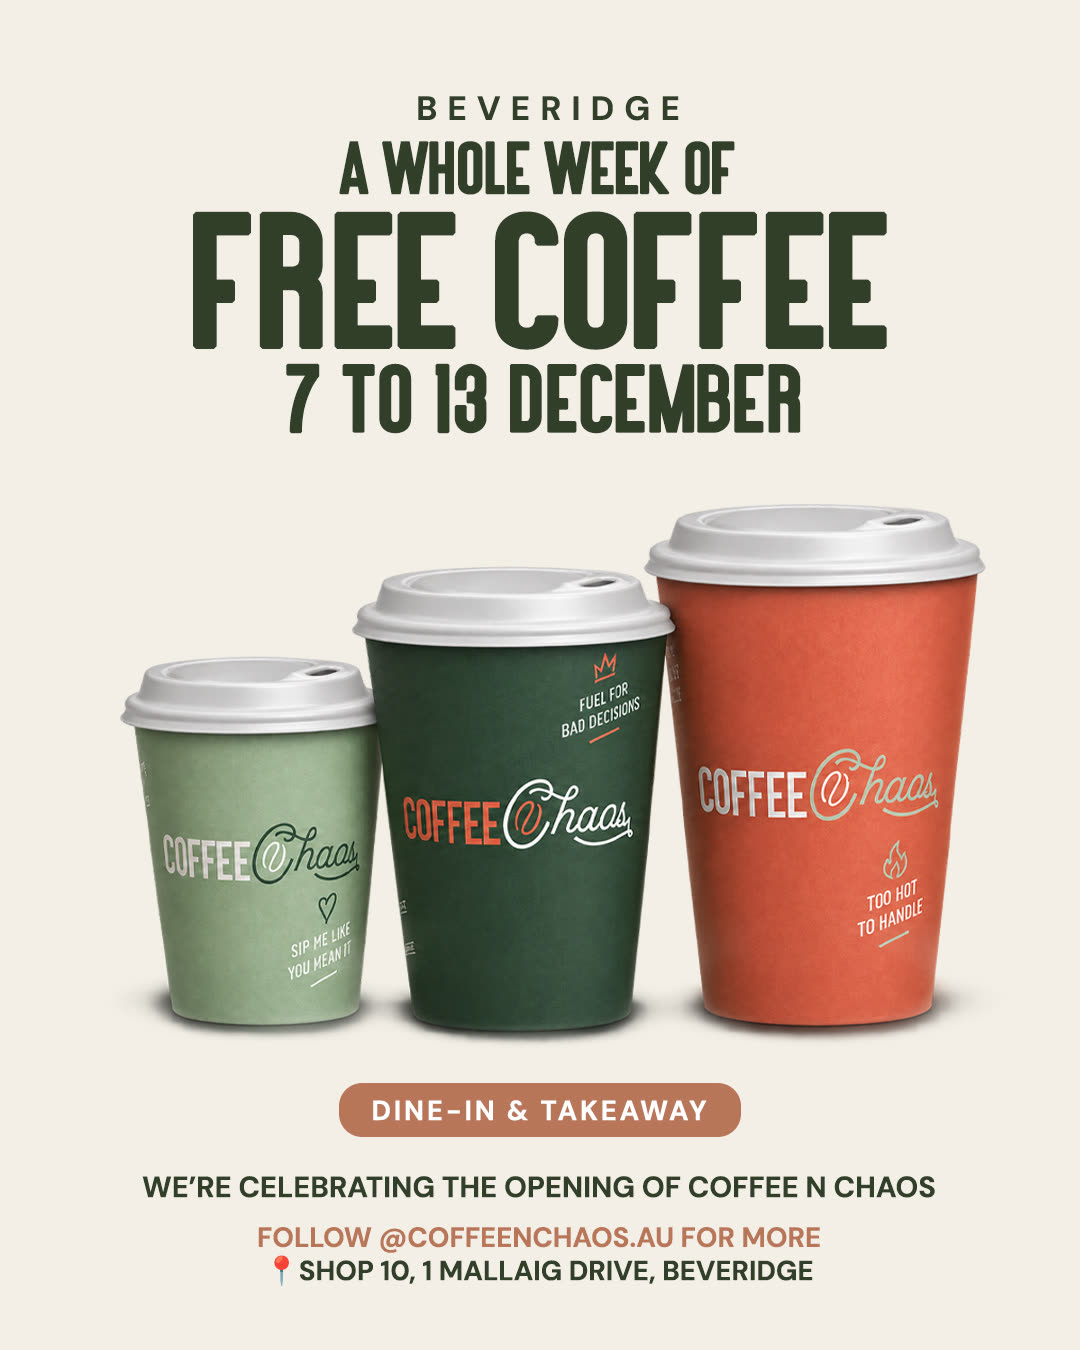 BEVERIDGE
A WHOLE WEEK OF
FREE COFFEE
7 TO 13 DECEMBER
COFFEE N Chaos
SIP ME LIKE
YOU MEAN IT
FUEL FOR
BAD DECISIONS
COFFEE N Chaos
COFFEE N Chaos
TOO HOT
TO HANDLE
DINE-IN & TAKEAWAY
WE'RE CELEBRATING THE OPENING OF COFFEE N CHAOS
FOLLOW @COFFEENCHAOS.AU FOR MORE
📍SHOP 10, 1 MALLAIG DRIVE, BEVERIDGE